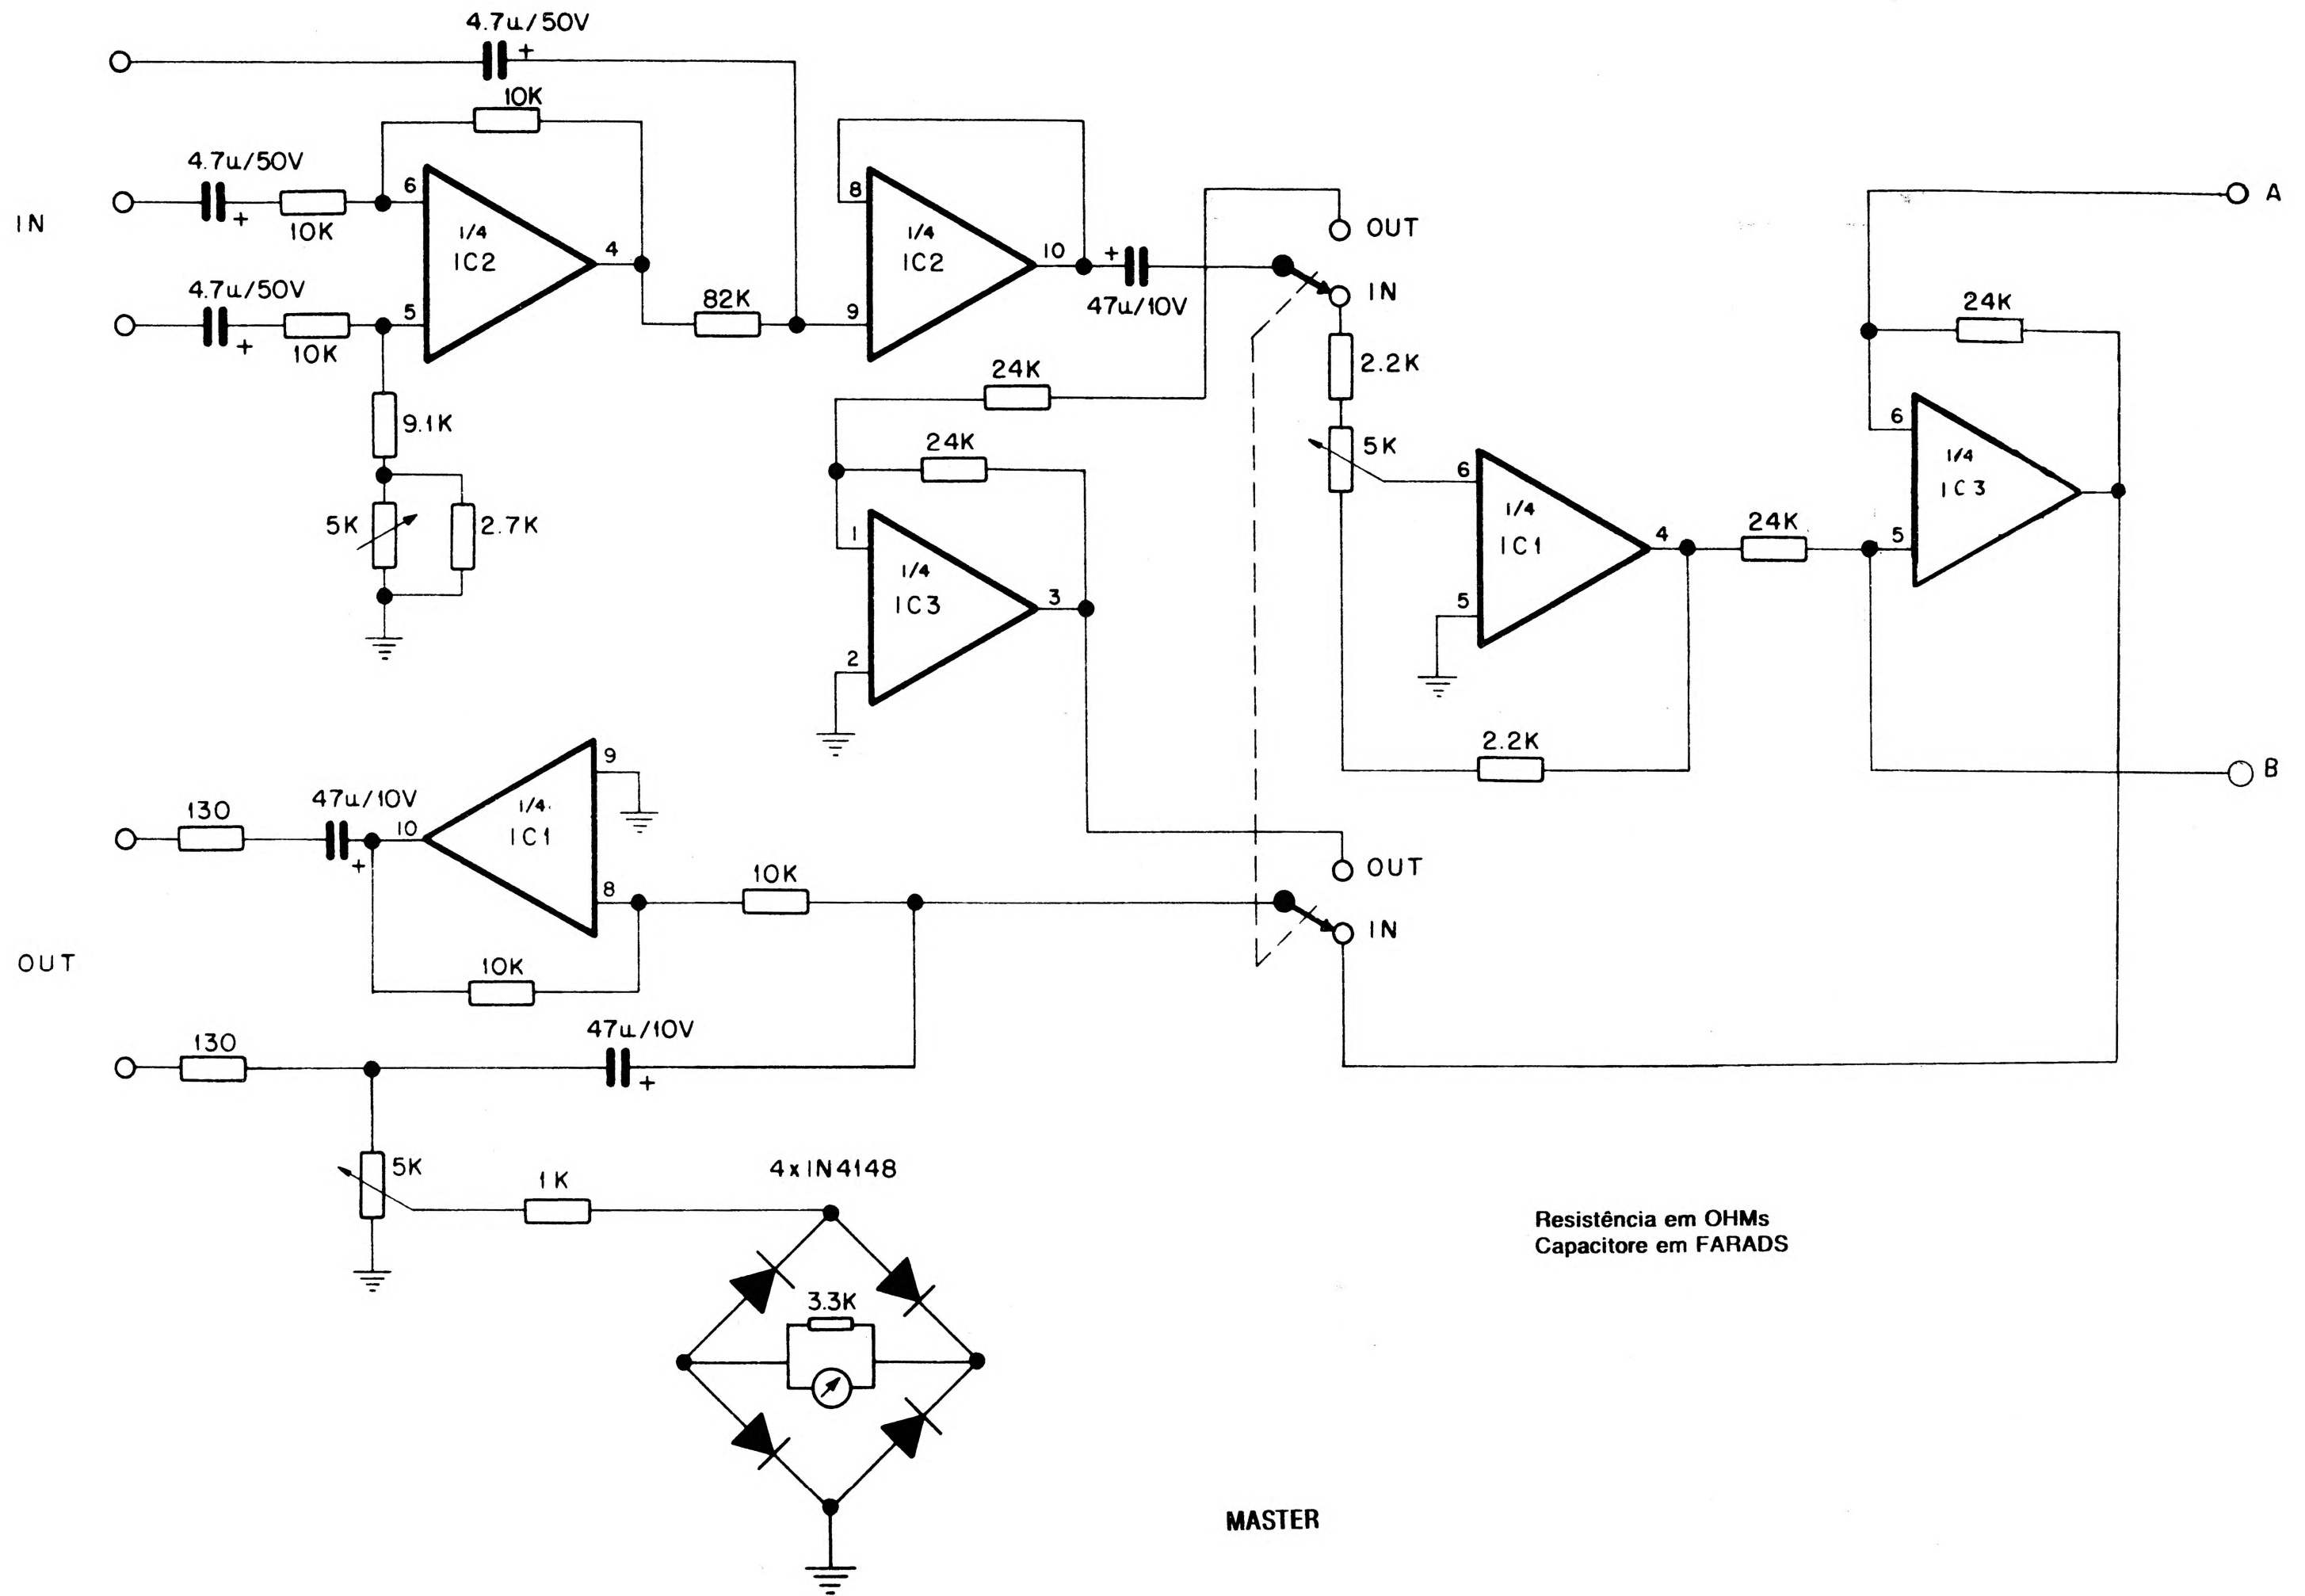 4.7u/50V
10K
4.7u/50V
10K
6
1/4
IC2
4
IN
4.7u/50V
10K
5
9.1K
5K
2.7K
82K
8
1/4
IC2
10
9
47u/10V
OUT
IN
2.2K
5K
24K
24K
1
1/4
IC3
3
2
6
1/4
IC1
4
5
2.2K
24K
A
24K
6
1/4
IC3
5
B
OUT
IN
130
47u/10V
10
1/4
IC1
9
8
10K
10K
OUT
130
47u/10V
5K
1K
4xIN4148
3.3K
Resistência em OHMs
Capacitore em FARADS
MASTER